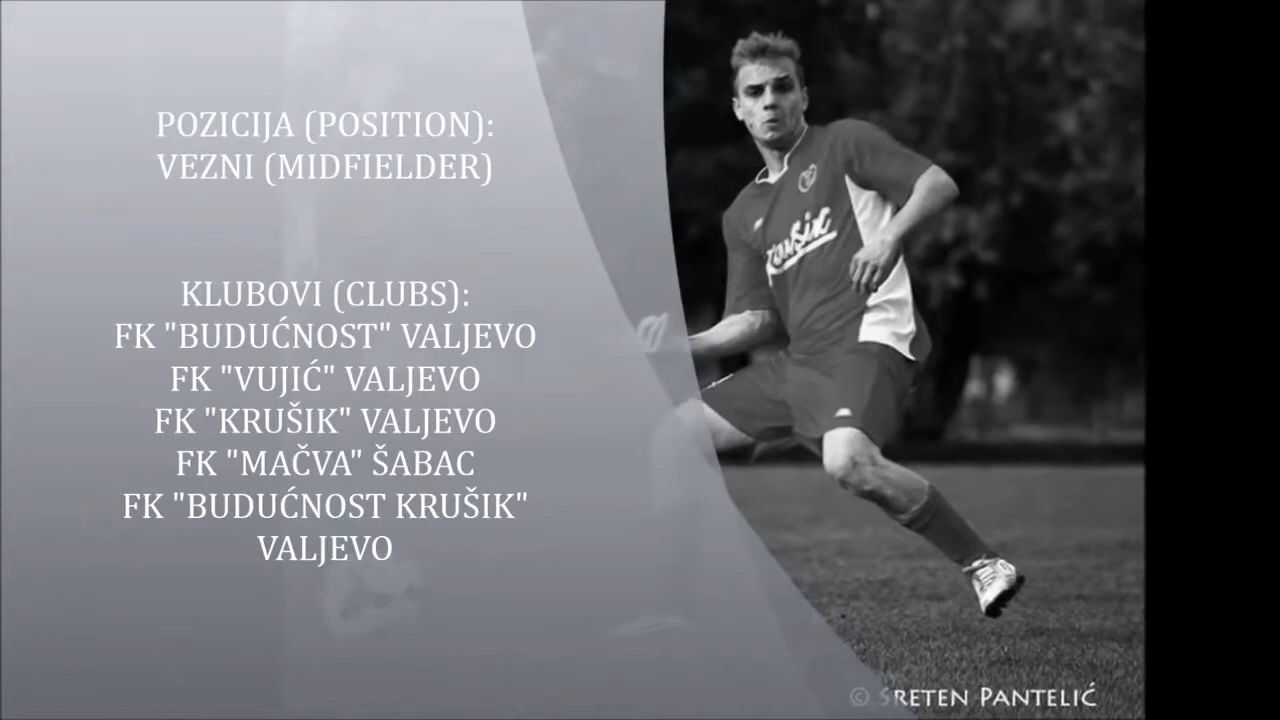 POZICIJA (POSITION):
VEZNI (MIDFIELDER)
KLUBOVI (CLUBS):
FK "BUDUĆNOST" VALJEVO
FK "VUJIĆ" VALJEVO
FK "KRUŠIK" VALJEVO
FK "MAČVA" ŠABAC
FK "BUDUĆNOST KRUŠIK"
VALJEVO
© SRETEN PANTELIĆ